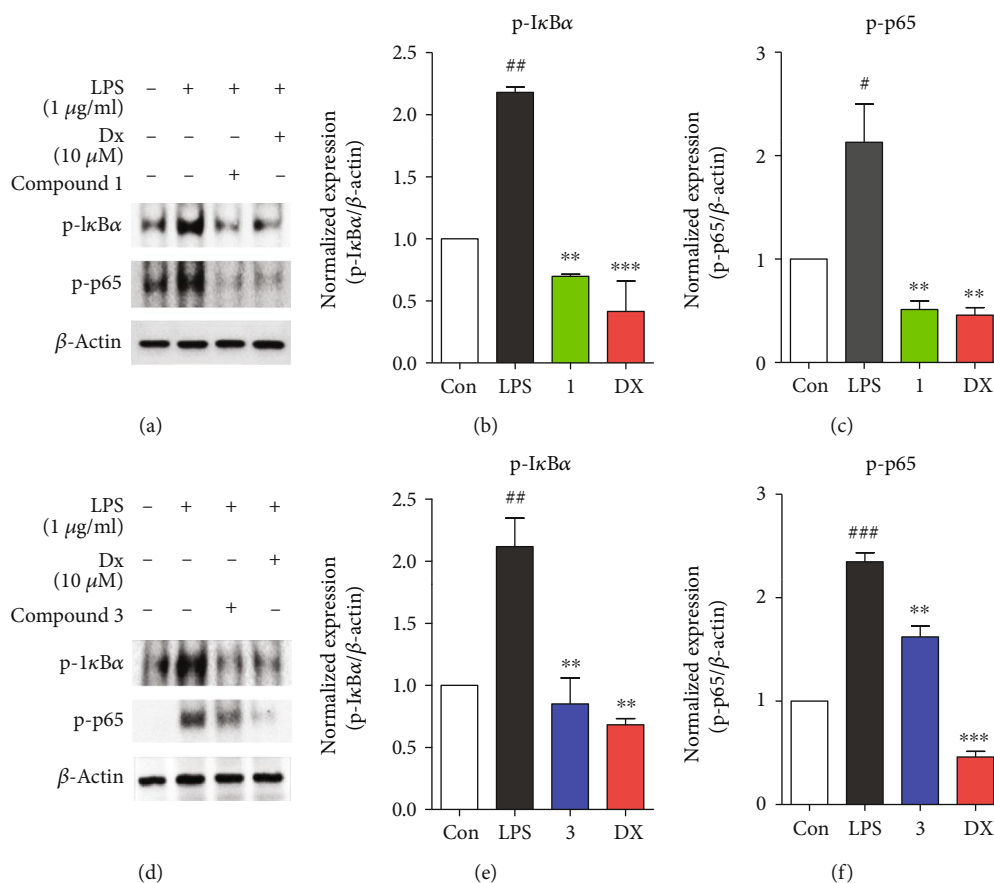 LPS − + + +
(1 μg/ml)
Dx − − − +
(10 μM)
Compound 1 − − + −
p-lκBα
p-p65
β-Actin
(a)
p-IκBα
Normalized expression
(p-IκBα/β-actin)
2.5
2.0
1.5
1.0
0.5
0.0
##
**
***
Con LPS 1 DX
(b)
p-p65
Normalized expression
(p-p65/β-actin)
3
2
1
0
#
**
**
Con LPS 1 DX
(c)
LPS − + + +
(1 μg/ml)
Dx − − − +
(10 μM)
Compound 3 − − + −
p-1κBα
p-p65
β-Actin
(d)
p-IκBα
Normalized expression
(p-IκBα/β-actin)
2.5
2.0
1.5
1.0
0.5
0.0
##
**
**
Con LPS 3 DX
(e)
p-p65
Normalized expression
(p-p65/β-actin)
3
2
1
0
###
**
***
Con LPS 3 DX
(f)